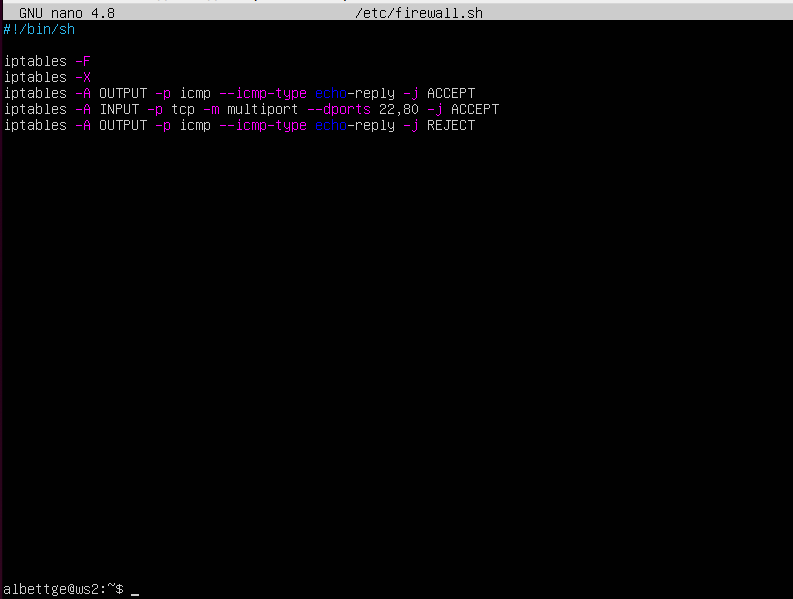 GNU nano 4.8 /etc/firewall.sh
#!/bin/sh
iptables -F
iptables -X
iptables -A OUTPUT -p icmp --icmp-type echo-reply -j ACCEPT
iptables -A INPUT -p tcp -m multiport --dports 22,80 -j ACCEPT
iptables -A OUTPUT -p icmp --icmp-type echo-reply -j REJECT
albettge@ws2:~$ _